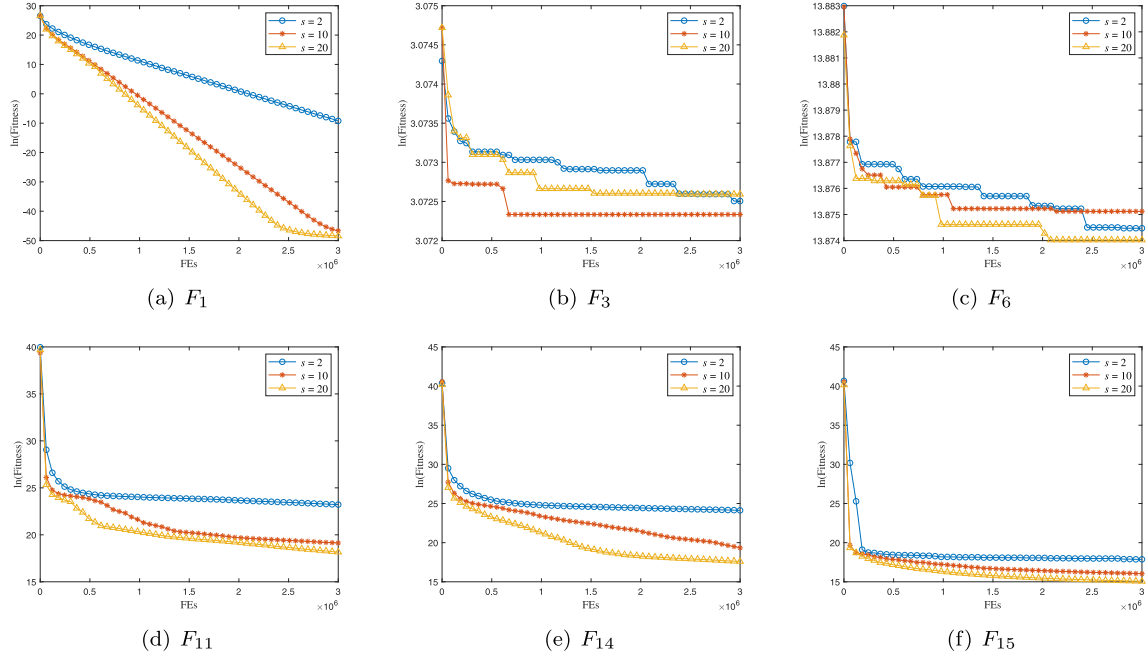 30
20
10
0
-10
-20
-30
-40
-50
ln(Fitness)
0 0.5 1 1.5 2 2.5 3
FEs
×10^6
s = 2
s = 10
s = 20
(a) F_1
3.075
3.0745
3.074
3.0735
3.073
3.0725
3.072
ln(Fitness)
0 0.5 1 1.5 2 2.5 3
FEs
×10^6
s = 2
s = 10
s = 20
(b) F_3
13.883
13.882
13.881
13.88
13.879
13.878
13.877
13.876
13.875
13.874
ln(Fitness)
0 0.5 1 1.5 2 2.5 3
FEs
×10^6
s = 2
s = 10
s = 20
(c) F_6
40
35
30
25
20
15
ln(Fitness)
0 0.5 1 1.5 2 2.5 3
FEs
×10^6
s = 2
s = 10
s = 20
(d) F_11
45
40
35
30
25
20
15
ln(Fitness)
0 0.5 1 1.5 2 2.5 3
FEs
×10^6
s = 2
s = 10
s = 20
(e) F_14
45
40
35
30
25
20
15
ln(Fitness)
0 0.5 1 1.5 2 2.5 3
FEs
×10^6
s = 2
s = 10
s = 20
(f) F_15